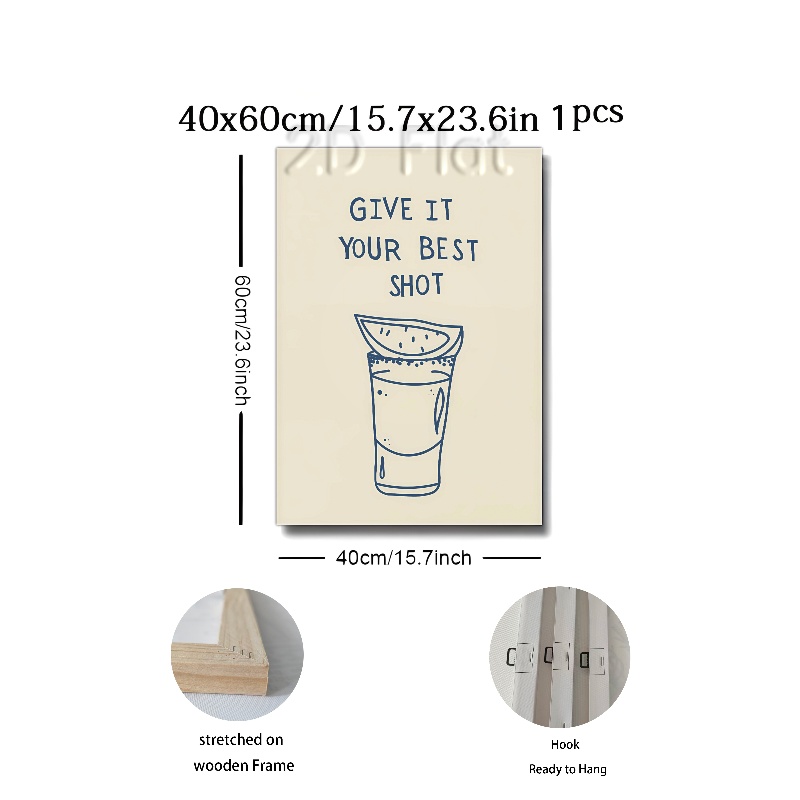 40x60cm/15.7x23.6in 1pcs
2D Flat
GIVE IT
YOUR BEST
SHOT
60cm/23.6inch
40cm/15.7inch
stretched on
wooden Frame
Hook
Ready to Hang